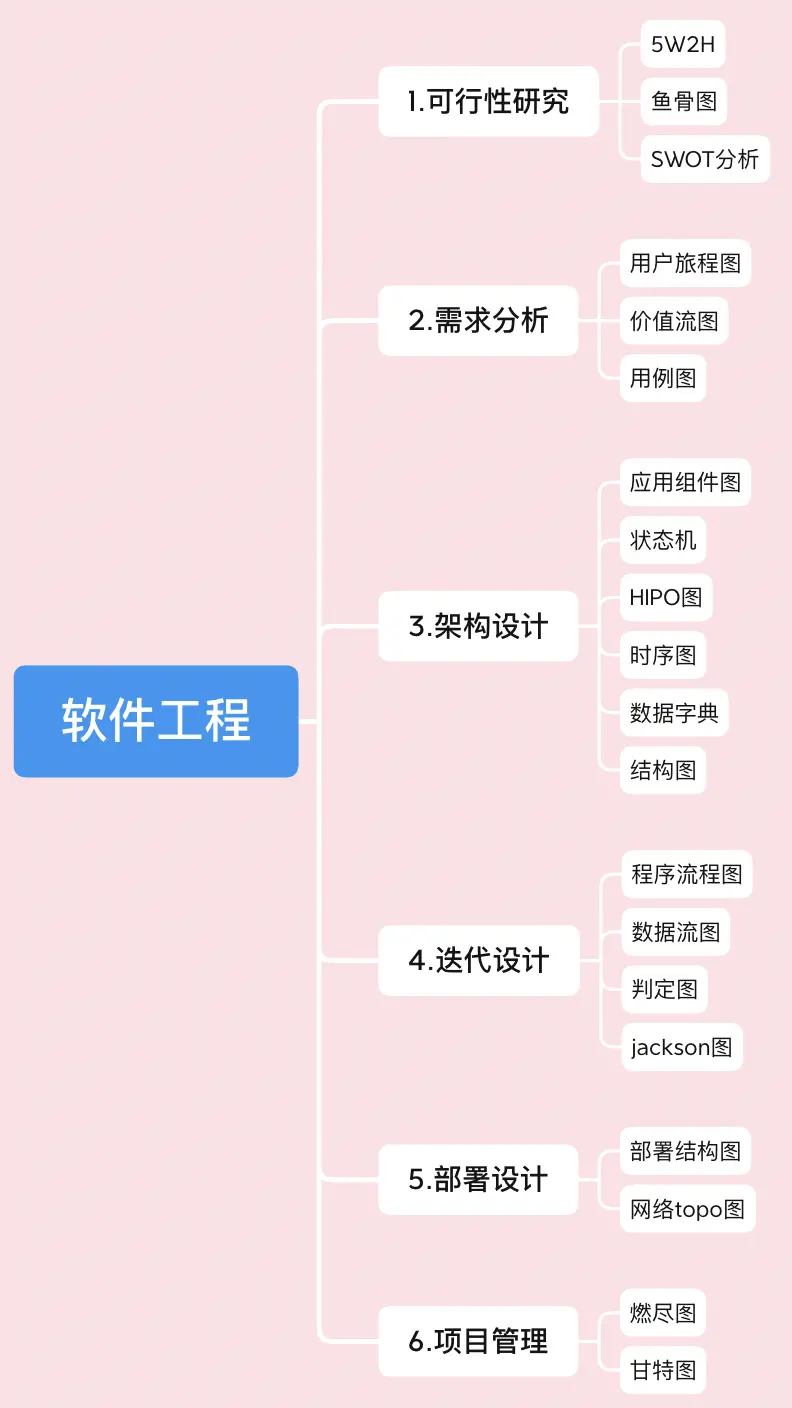 软件工程
1.可行性研究
5W2H
鱼骨图
SWOT分析
2.需求分析
用户旅程图
价值流图
用例图
3.架构设计
应用组件图
状态机
HIPO图
时序图
数据字典
结构图
4.迭代设计
程序流程图
数据流图
判定图
jackson图
5.部署设计
部署结构图
网络topo图
6.项目管理
燃尽图
甘特图